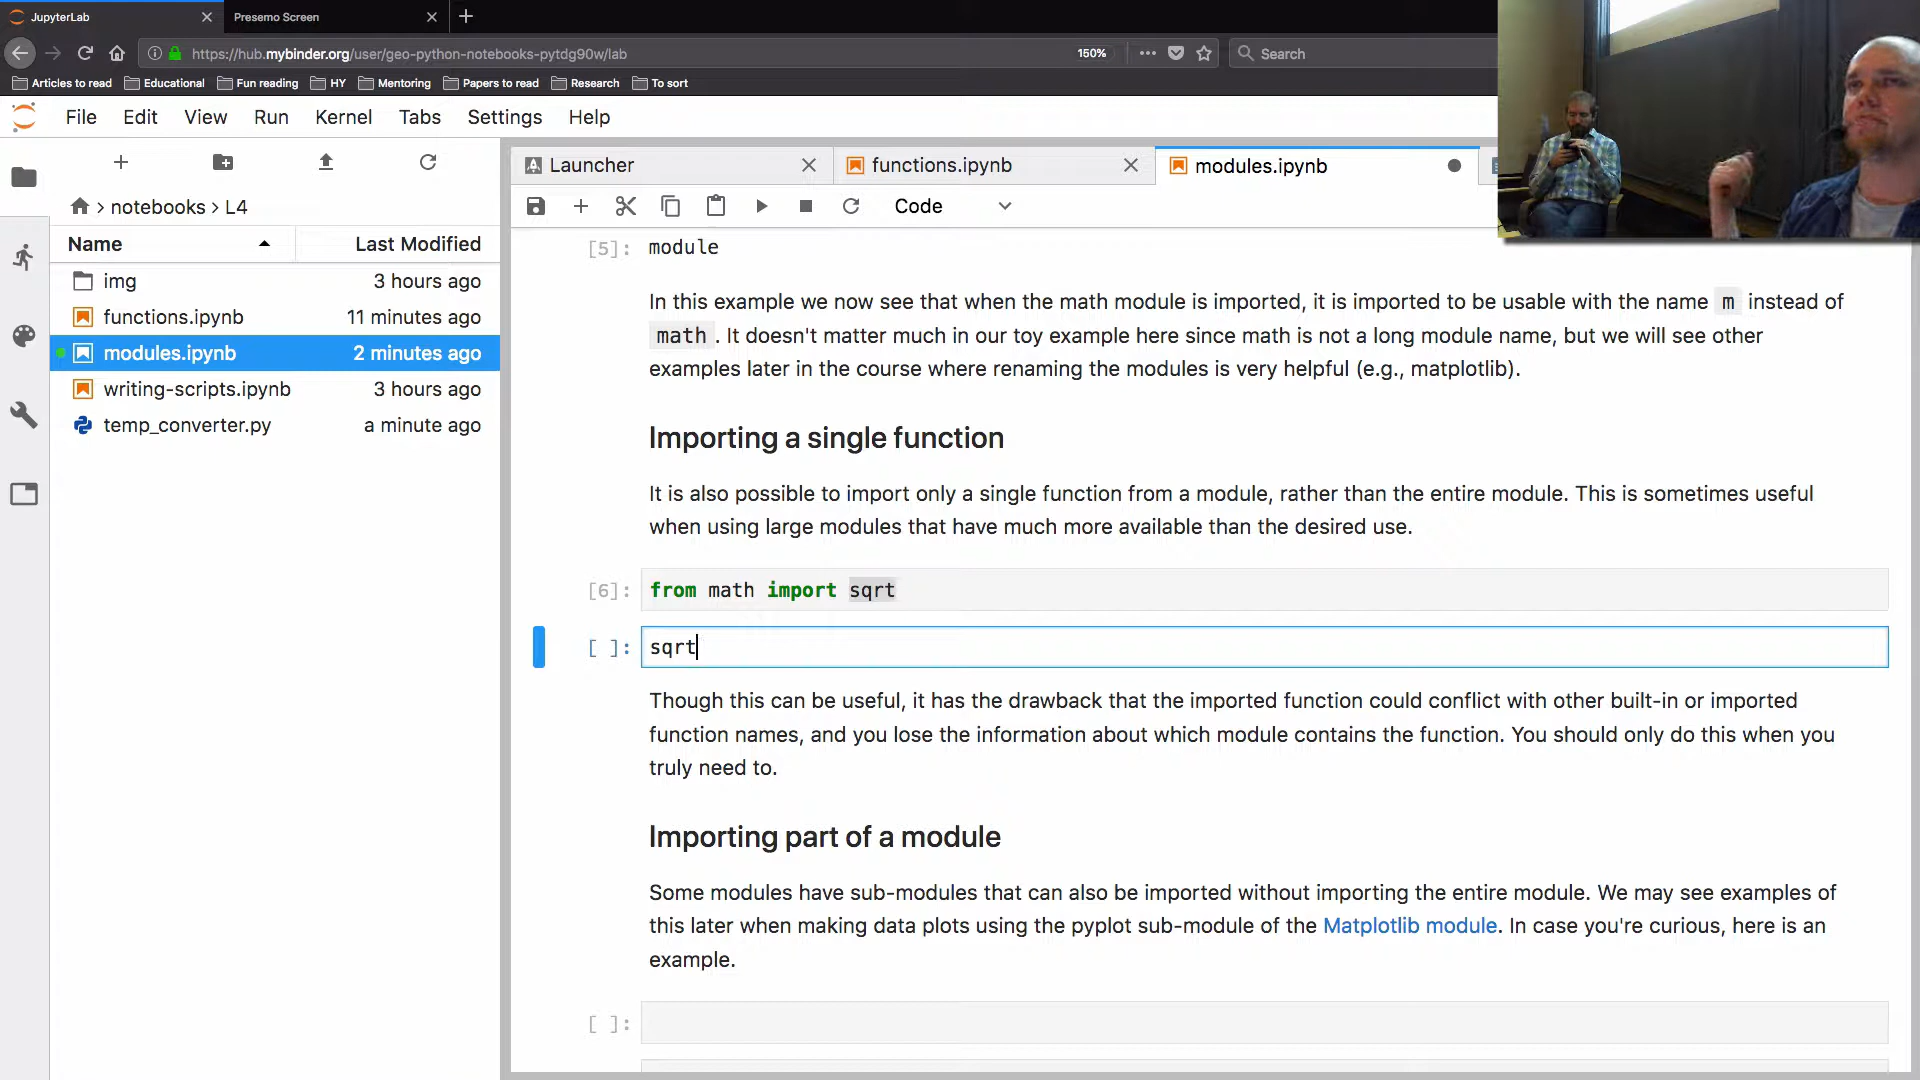 JupyterLab
Presemo Screen
https://hub.mybinder.org/user/geo-python-notebooks-pytdg90w/lab
150%
Search
Articles to read
Educational
Fun reading
HY
Mentoring
Papers to read
Research
To sort
File Edit View Run Kernel Tabs Settings Help
notebooks > L4
Name
Last Modified
img 3 hours ago
functions.ipynb 11 minutes ago
modules.ipynb 2 minutes ago
writing-scripts.ipynb 3 hours ago
temp_converter.py a minute ago
Launcher
functions.ipynb
modules.ipynb
Code
[5]: module
In this example we now see that when the math module is imported, it is imported to be usable with the name m instead of
math . It doesn't matter much in our toy example here since math is not a long module name, but we will see other
examples later in the course where renaming the modules is very helpful (e.g., matplotlib).
Importing a single function
It is also possible to import only a single function from a module, rather than the entire module. This is sometimes useful
when using large modules that have much more available than the desired use.
[6]: from math import sqrt
[ ]: sqrt
Though this can be useful, it has the drawback that the imported function could conflict with other built-in or imported
function names, and you lose the information about which module contains the function. You should only do this when you
truly need to.
Importing part of a module
Some modules have sub-modules that can also be imported without importing the entire module. We may see examples of
this later when making data plots using the pyplot sub-module of the Matplotlib module. In case you're curious, here is an
example.
[ ]: